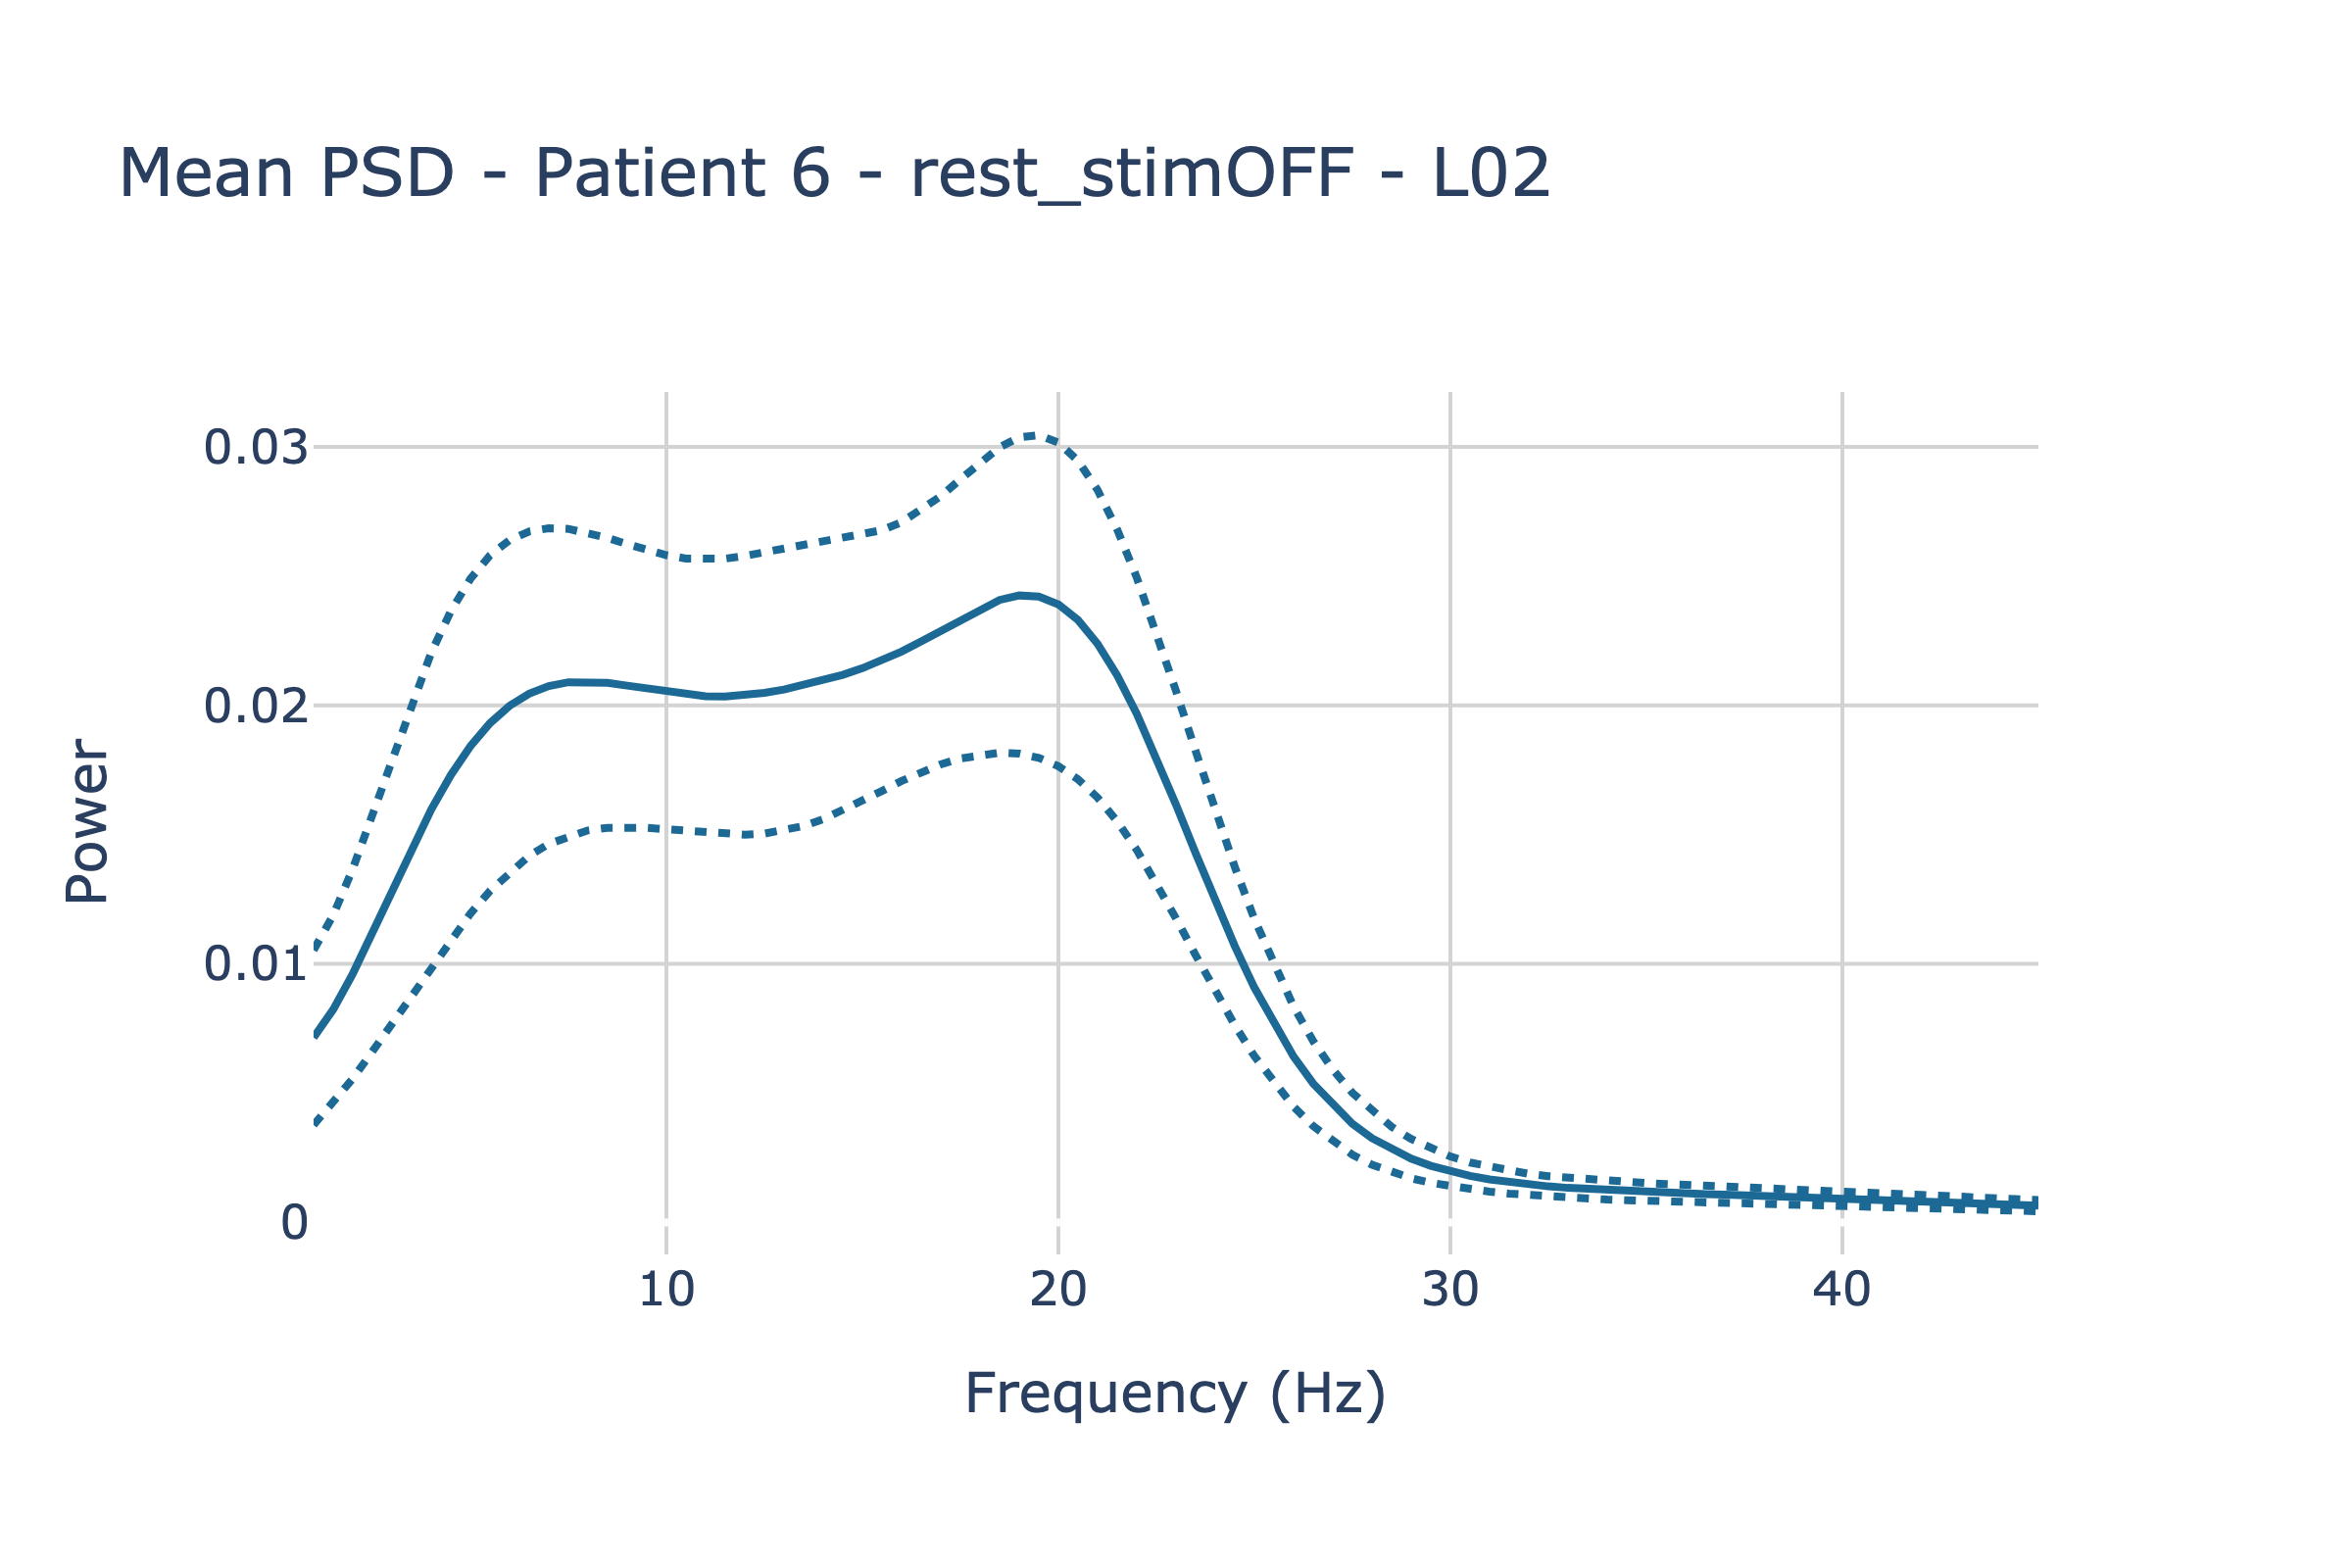 Mean PSD - Patient 6 - rest_stimOFF - L02
0.03
0.02
0.01
0
Power
10 20 30 40
Frequency (Hz)